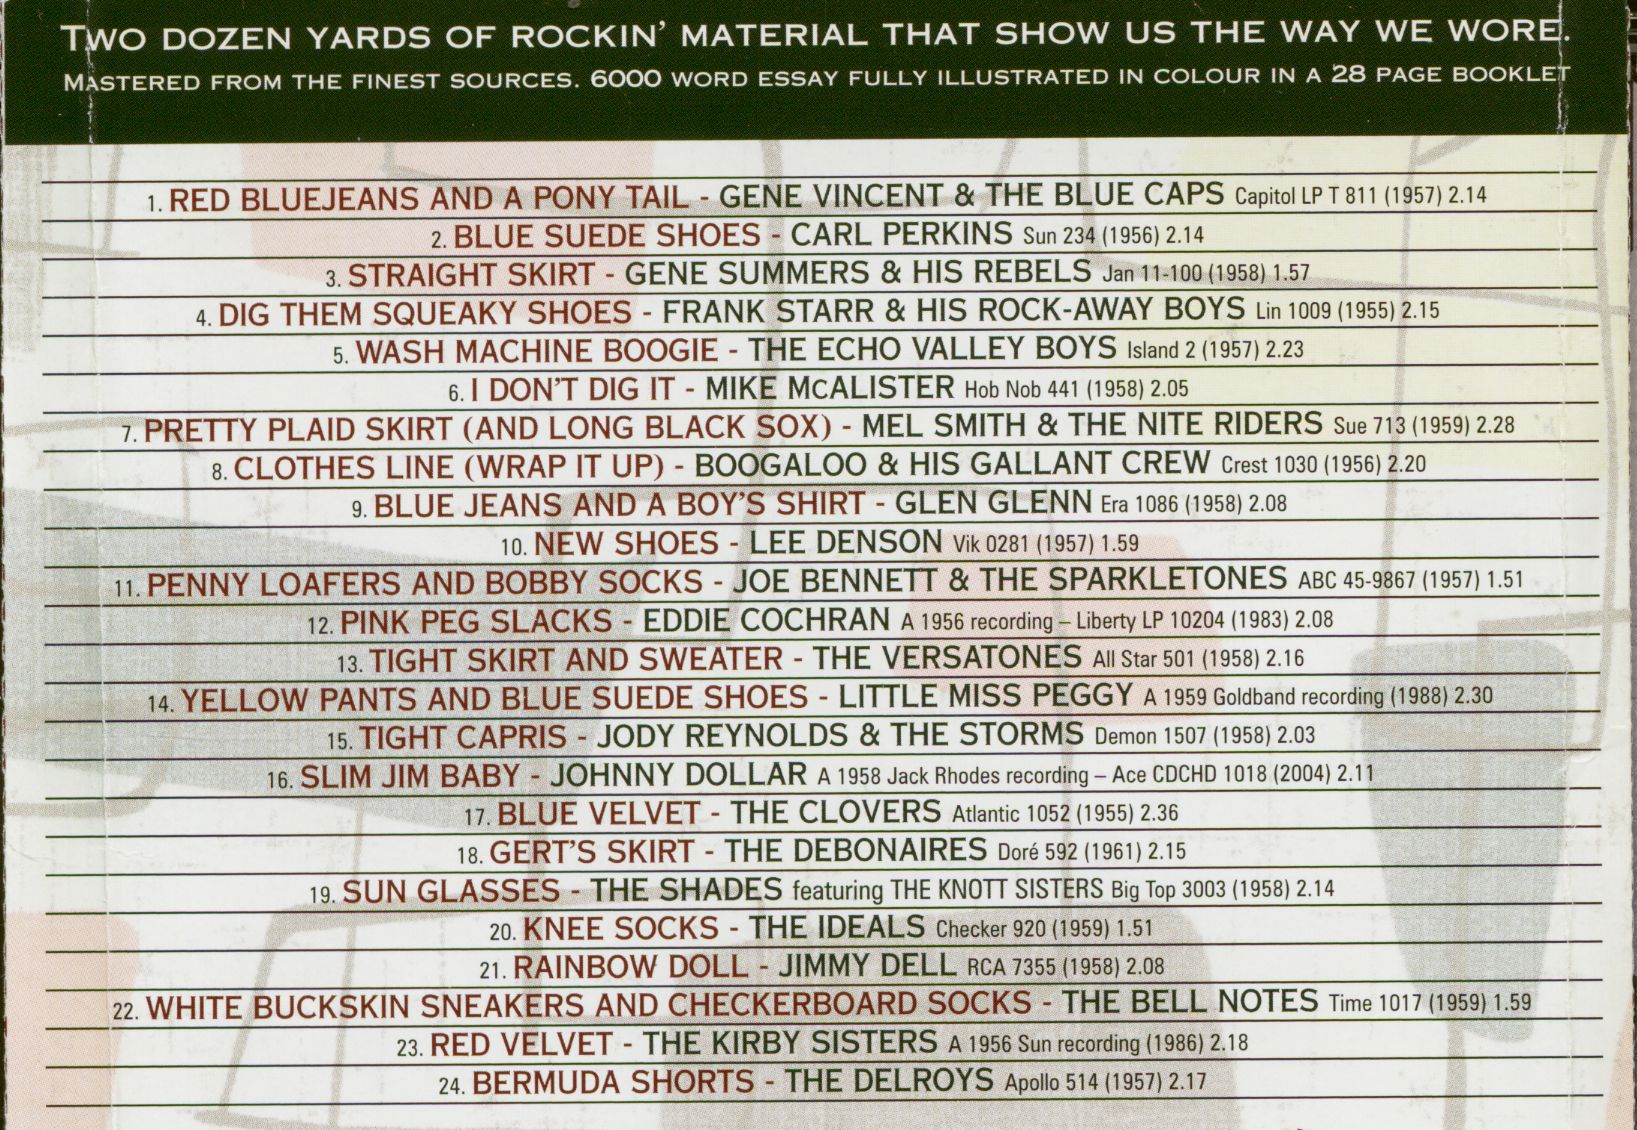 TWO DOZEN YARDS OF ROCKIN' MATERIAL THAT SHOW US THE WAY WE WORE.
MASTERED FROM THE FINEST SOURCES. 6000 WORD ESSAY FULLY ILLUSTRATED IN COLOUR IN A 28 PAGE BOOKLET
1. RED BLUEJEANS AND A PONY TAIL - GENE VINCENT & THE BLUE CAPS Capitol LP T 811 (1957) 2.14
2. BLUE SUEDE SHOES - CARL PERKINS Sun 234 (1956) 2.14
3. STRAIGHT SKIRT - GENE SUMMERS & HIS REBELS Jan 11-100 (1958) 1.57
4. DIG THEM SQUEAKY SHOES - FRANK STARR & HIS ROCK-AWAY BOYS Lin 1009 (1955) 2.15
5. WASH MACHINE BOOGIE - THE ECHO VALLEY BOYS Island 2 (1957) 2.23
6. I DON'T DIG IT - MIKE McALISTER Hob Nob 441 (1958) 2.05
7. PRETTY PLAID SKIRT (AND LONG BLACK SOX) - MEL SMITH & THE NITE RIDERS Sue 713 (1959) 2.28
8. CLOTHES LINE (WRAP IT UP) - BOOGALOO & HIS GALLANT CREW Crest 1030 (1956) 2.20
9. BLUE JEANS AND A BOY'S SHIRT - GLEN GLENN Era 1086 (1958) 2.08
10. NEW SHOES - LEE DENSON Vik 0281 (1957) 1.59
11. PENNY LOAFERS AND BOBBY SOCKS - JOE BENNETT & THE SPARKLETONES ABC 45-9867 (1957) 1.51
12. PINK PEG SLACKS - EDDIE COCHRAN A 1956 recording – Liberty LP 10204 (1983) 2.08
13. TIGHT SKIRT AND SWEATER - THE VERSATONES All Star 501 (1958) 2.16
14. YELLOW PANTS AND BLUE SUEDE SHOES - LITTLE MISS PEGGY A 1959 Goldband recording (1988) 2.30
15. TIGHT CAPRIS - JODY REYNOLDS & THE STORMS Demon 1507 (1958) 2.03
16. SLIM JIM BABY - JOHNNY DOLLAR A 1958 Jack Rhodes recording – Ace CDCHD 1018 (2004) 2.11
17. BLUE VELVET - THE CLOVERS Atlantic 1052 (1955) 2.36
18. GERT'S SKIRT - THE DEBONAIRES Doré 592 (1961) 2.15
19. SUN GLASSES - THE SHADES featuring THE KNOTT SISTERS Big Top 3003 (1958) 2.14
20. KNEE SOCKS - THE IDEALS Checker 920 (1959) 1.51
21. RAINBOW DOLL - JIMMY DELL RCA 7355 (1958) 2.08
22. WHITE BUCKSKIN SNEAKERS AND CHECKERBOARD SOCKS - THE BELL NOTES Time 1017 (1959) 1.59
23. RED VELVET - THE KIRBY SISTERS A 1956 Sun recording (1986) 2.18
24. BERMUDA SHORTS - THE DELROYS Apollo 514 (1957) 2.17